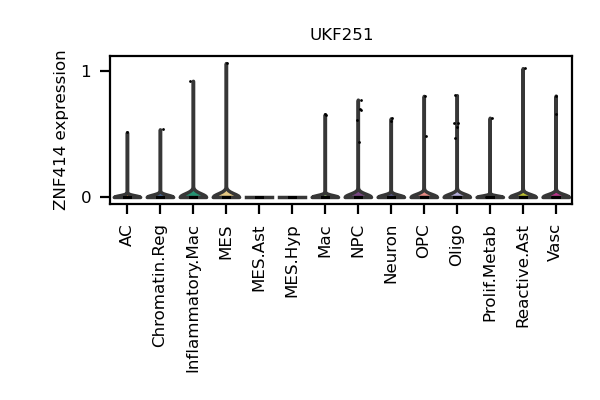 UKF251
ZNF414 expression
1
0
AC
Chromatin.Reg
Inflammatory.Mac
MES
MES.Ast
MES.Hyp
Mac
NPC
Neuron
OPC
Oligo
Prolif.Metab
Reactive.Ast
Vasc